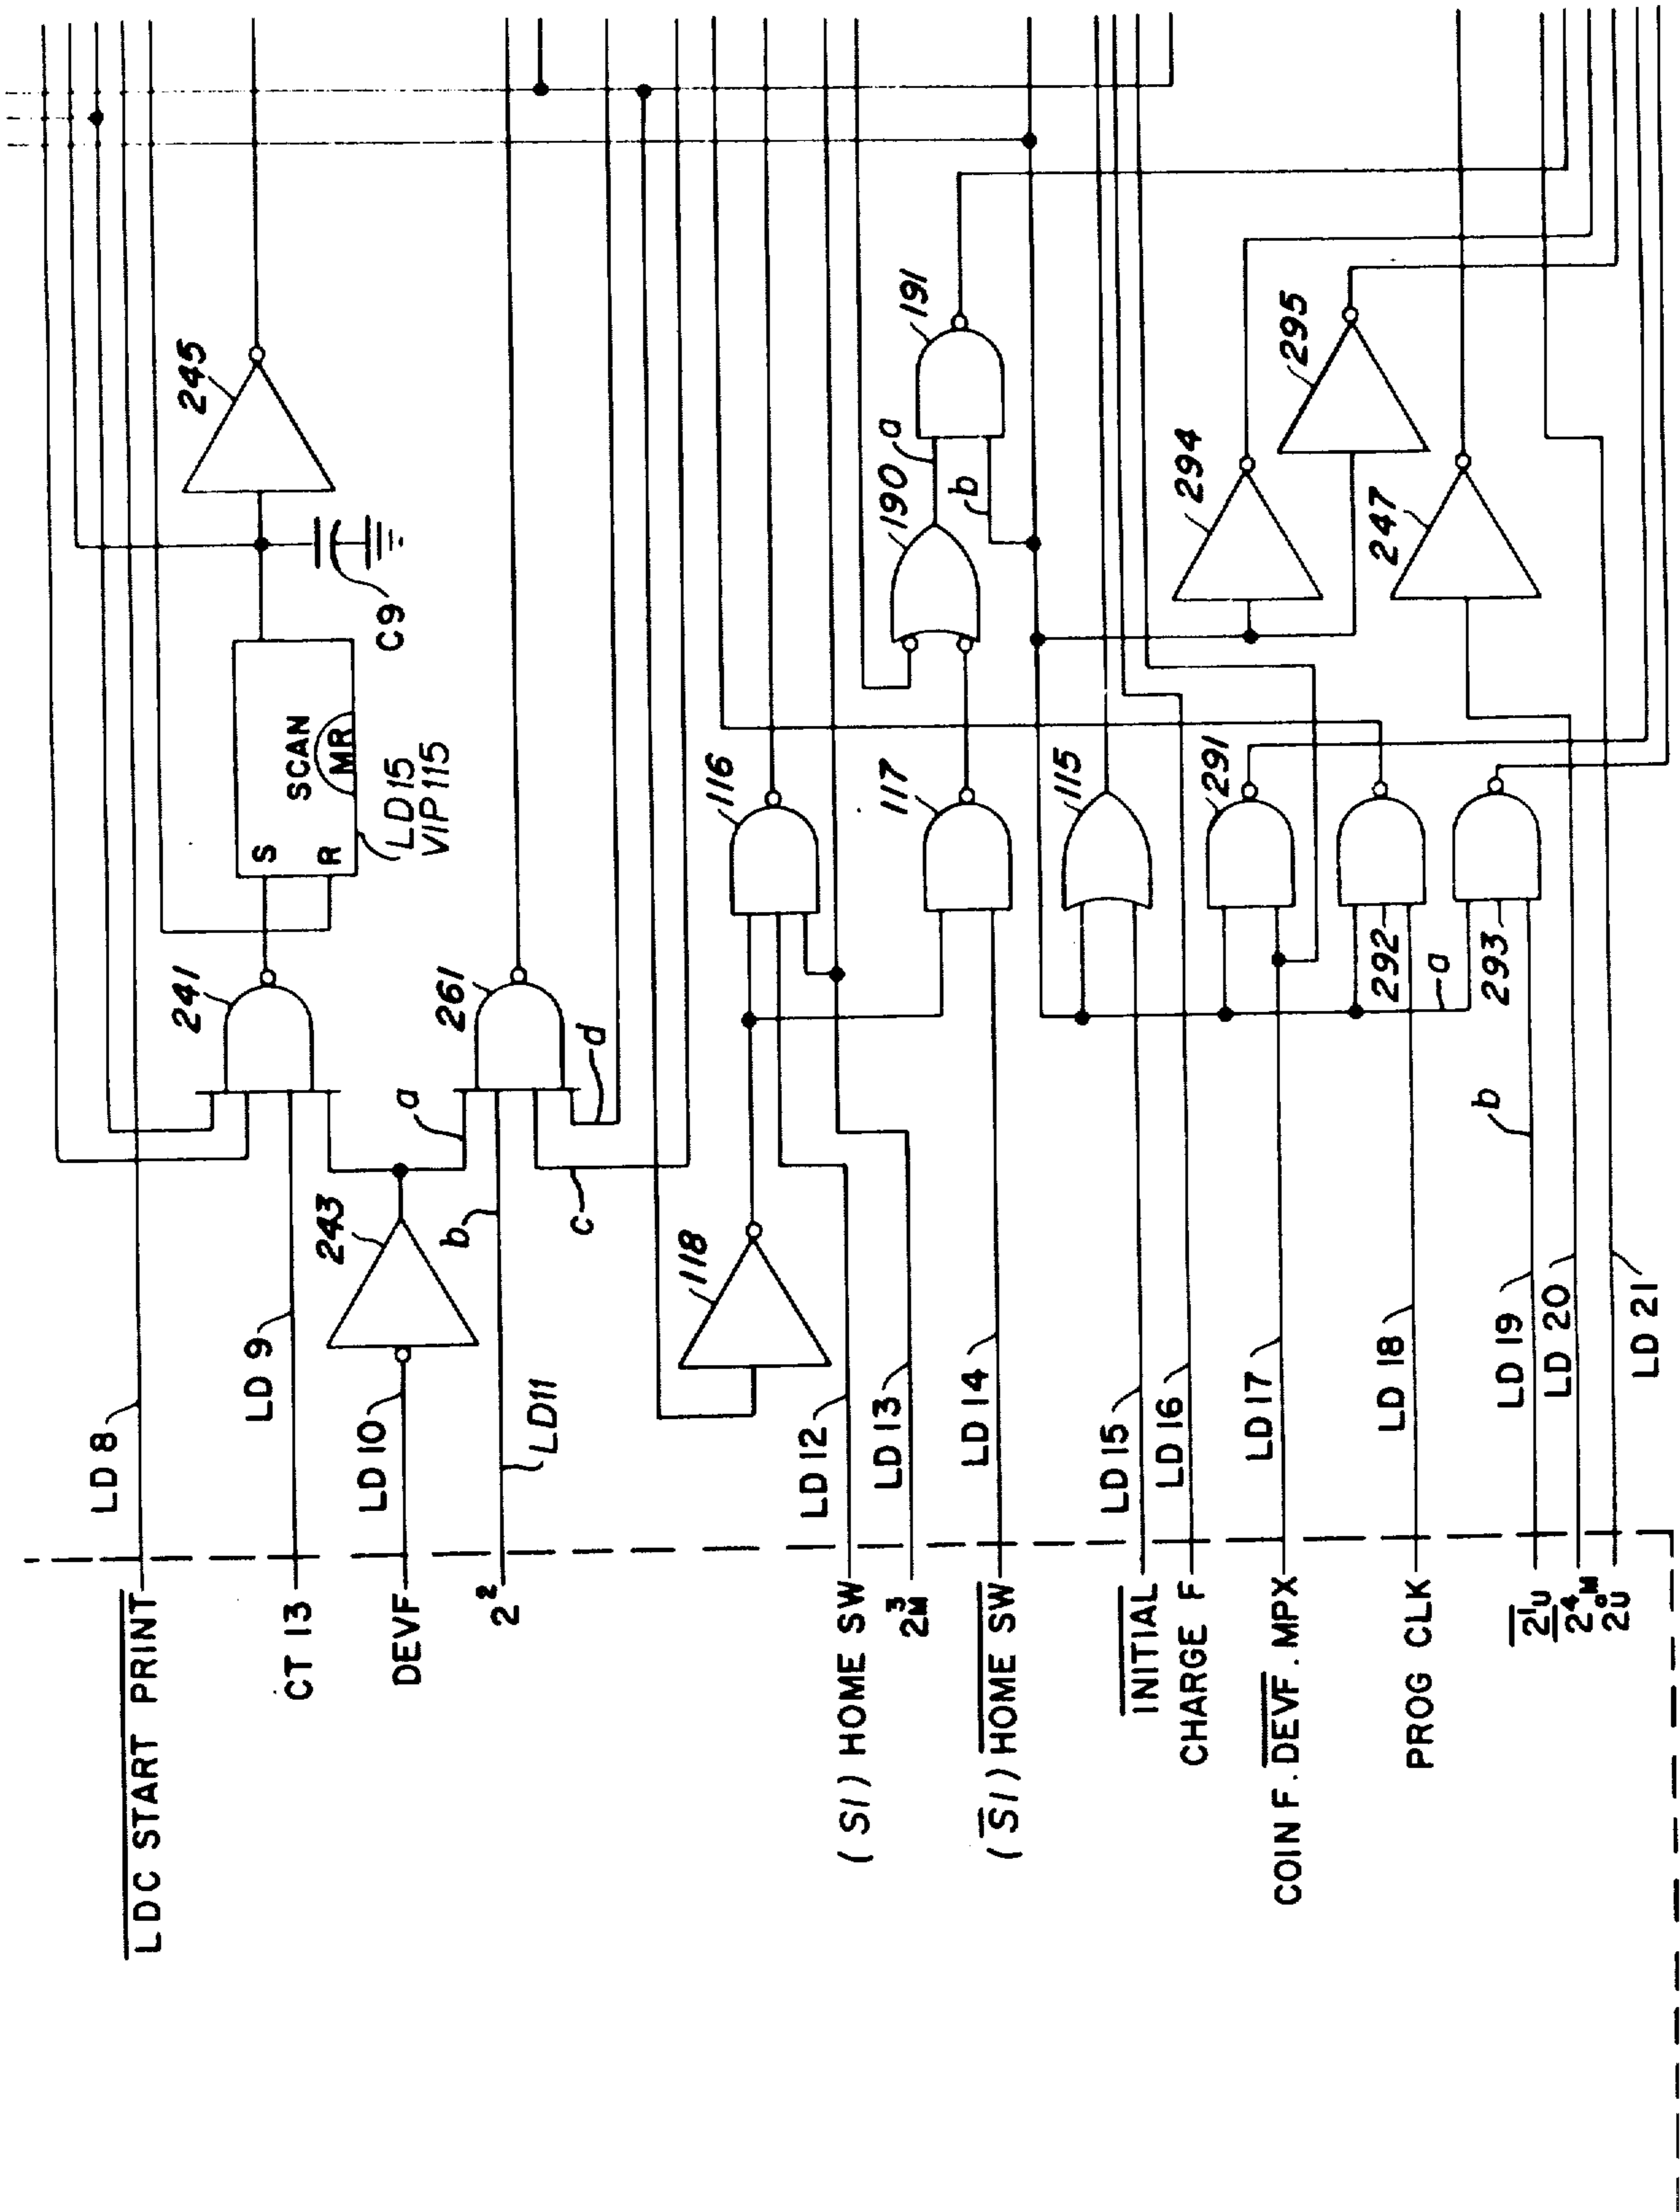 LDC START PRINT
LD 8
CT 13
LD 9
DEVF
LD 10
2²
LD11
243
241
261
a
b
c
d
S
R
SCAN
MR
LD15
VIP115
C9
245
(S1) HOME SW
LD 12
2³M
LD 13
(S̅1) HOME SW
LD 14
118
116
117
190
a
b
191
INITIAL
LD 15
CHARGE F
LD 16
COIN F. DEVF. MPX
LD 17
PROG CLK
LD 18
2¹U
LD 19
2⁴M
LD 20
2⁰U
LD 21
115
291
292
293
a
b
294
295
247